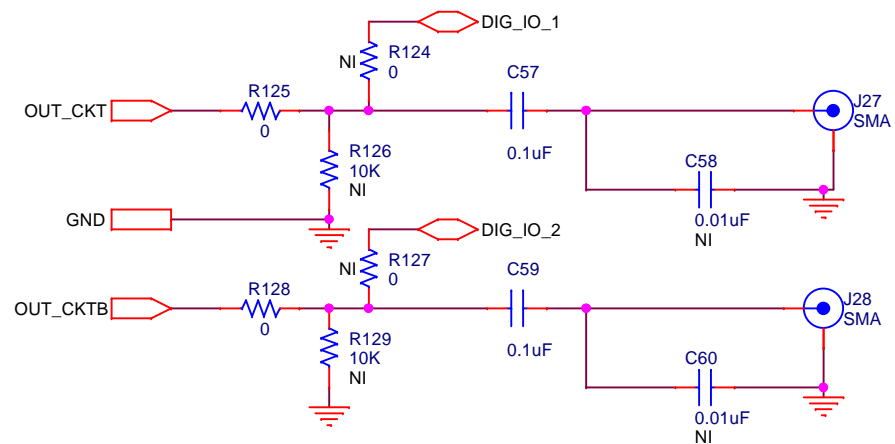 DIG_IO_1
R124
NI
0
C57
R125
J27
OUT_CKT
SMA
0
R126
0.1uF
10K
C58
NI
GND
0.01uF
DIG_IO_2
NI
R127
NI
0
C59
R128
J28
OUT_CKTB
SMA
0
R129
0.1uF
10K
C60
NI
0.01uF
NI